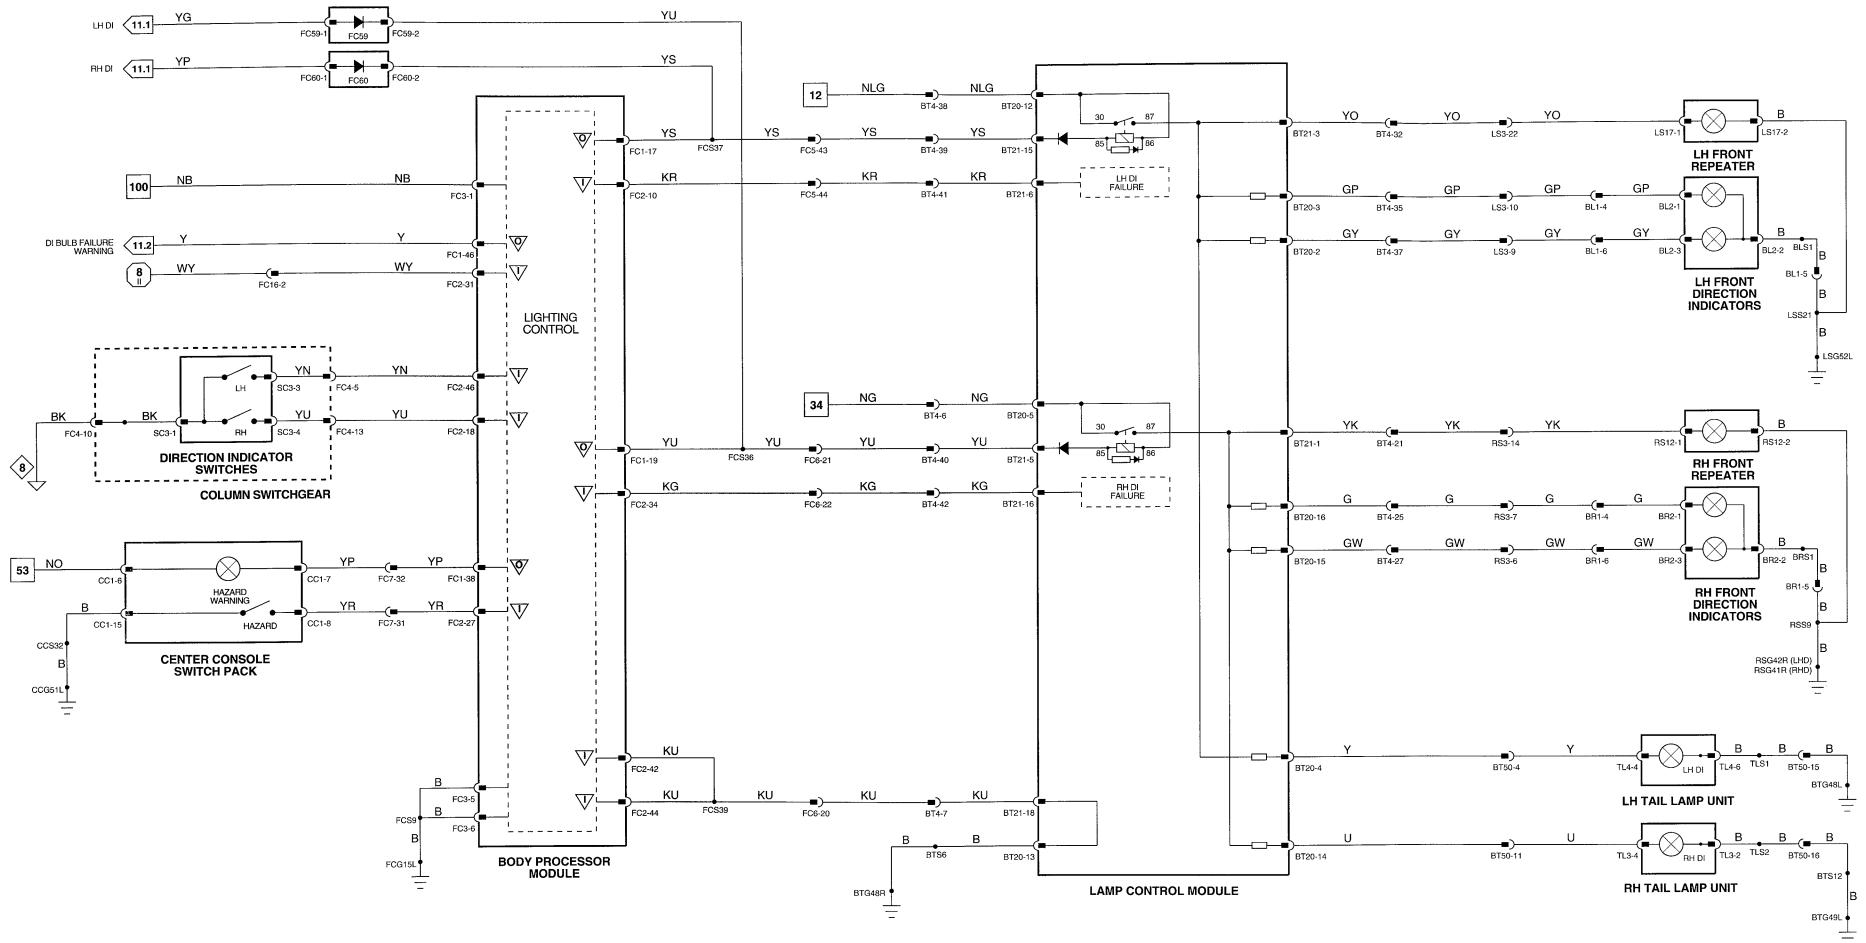 LH DI
11.1
YG
FC59-1
FC59
FC59-2
YU
RH DI
11.1
YP
FC60-1
FC60
FC60-2
YS
100
NB
NB
FC3-1
DI BULB FAILURE
WARNING
11.2
Y
Y
FC1-46
8
II
WY
FC16-2
WY
FC2-31
LIGHTING
CONTROL
O
I
O
I
I
I
O
I
O
I
I
I
BK
FC4-10
BK
SC3-1
LH
RH
SC3-3
YN
FC4-5
YN
FC2-46
SC3-4
YU
FC4-13
YU
FC2-18
8
DIRECTION INDICATOR
SWITCHES
COLUMN SWITCHGEAR
53
NO
CC1-6
HAZARD
WARNING
CC1-7
YP
FC7-32
YP
FC1-38
B
CC1-15
HAZARD
CC1-8
YR
FC7-31
YR
FC2-27
CCS32
B
CCG51L
CENTER CONSOLE
SWITCH PACK
B
FC3-5
FCS9
B
FC3-6
B
FCG15L
BODY PROCESSOR
MODULE
FC1-17
YS
FCS37
YS
FC5-43
YS
BT4-39
YS
BT21-15
FC2-10
KR
FC5-44
KR
BT4-41
KR
BT21-6
12
NLG
BT4-38
NLG
BT20-12
30
87
85
86
LH DI
FAILURE
34
NG
BT4-6
NG
BT20-5
30
87
85
86
FC1-19
YU
FCS36
YU
FC6-21
YU
BT4-40
YU
BT21-5
FC2-34
KG
FC6-22
KG
BT4-42
KG
BT21-16
RH DI
FAILURE
FC2-42
KU
FC2-44
KU
FCS39
KU
FC6-20
KU
BT4-7
KU
BT21-18
B
BTS6
B
BT20-13
BTG48R
LAMP CONTROL MODULE
BT21-3
YO
BT4-32
YO
LS3-22
YO
LS17-1
LS17-2
B
LH FRONT
REPEATER
BT20-3
GP
BT4-35
GP
LS3-10
GP
BL1-4
GP
BL2-1
BT20-2
GY
BT4-37
GY
LS3-9
GY
BL1-6
GY
BL2-3
BL2-2
B
BLS1
B
BL1-5
B
LSS21
B
LSG52L
LH FRONT
DIRECTION
INDICATORS
BT21-1
YK
BT4-21
YK
RS3-14
YK
RS12-1
RS12-2
B
RH FRONT
REPEATER
BT20-16
G
BT4-25
G
RS3-7
G
BR1-4
G
BR2-1
BT20-15
GW
BT4-27
GW
RS3-6
GW
BR1-6
GW
BR2-3
BR2-2
B
BRS1
B
BR1-5
B
RSS9
B
RSG42R (LHD)
RSG41R (RHD)
RH FRONT
DIRECTION
INDICATORS
BT20-4
Y
BT50-4
Y
TL4-4
LH DI
TL4-6
B
TLS1
B
BT50-15
B
BTG48L
LH TAIL LAMP UNIT
BT20-14
U
BT50-11
U
TL3-4
RH DI
TL3-2
B
TLS2
B
BT50-16
B
BTS12
B
BTG49L
RH TAIL LAMP UNIT